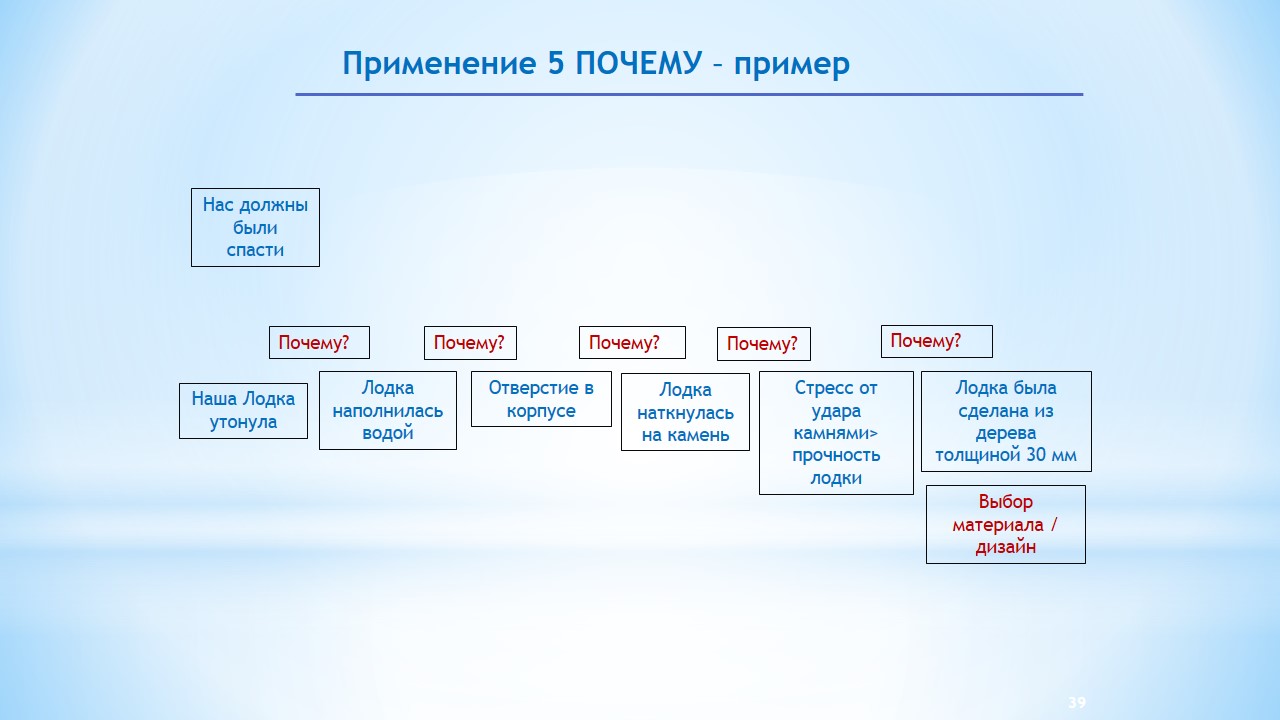 Применение 5 ПОЧЕМУ – пример
Нас должны
были
спасти
Почему?
Почему?
Почему?
Почему?
Почему?
Наша Лодка
утонула
Лодка
наполнилась
водой
Отверстие в
корпусе
Лодка
наткнулась
на камень
Стресс от
удара
камнями>
прочность
лодки
Лодка была
сделана из
дерева
толщиной 30 мм
Выбор
материала /
дизайн
39